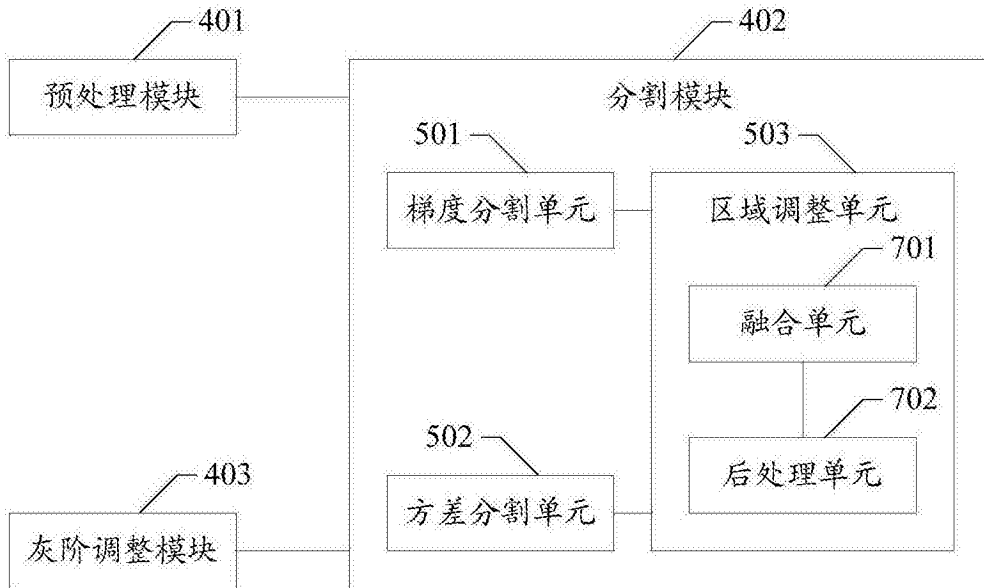 401
预处理模块
402
分割模块
501
梯度分割单元
503
区域调整单元
701
融合单元
702
后处理单元
502
方差分割单元
403
灰阶调整模块